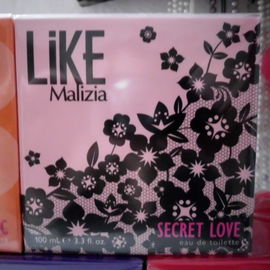 LiKE
Malizia
SECRET LOVE
100 mL e 3.3 fl. oz.
eau de toilette